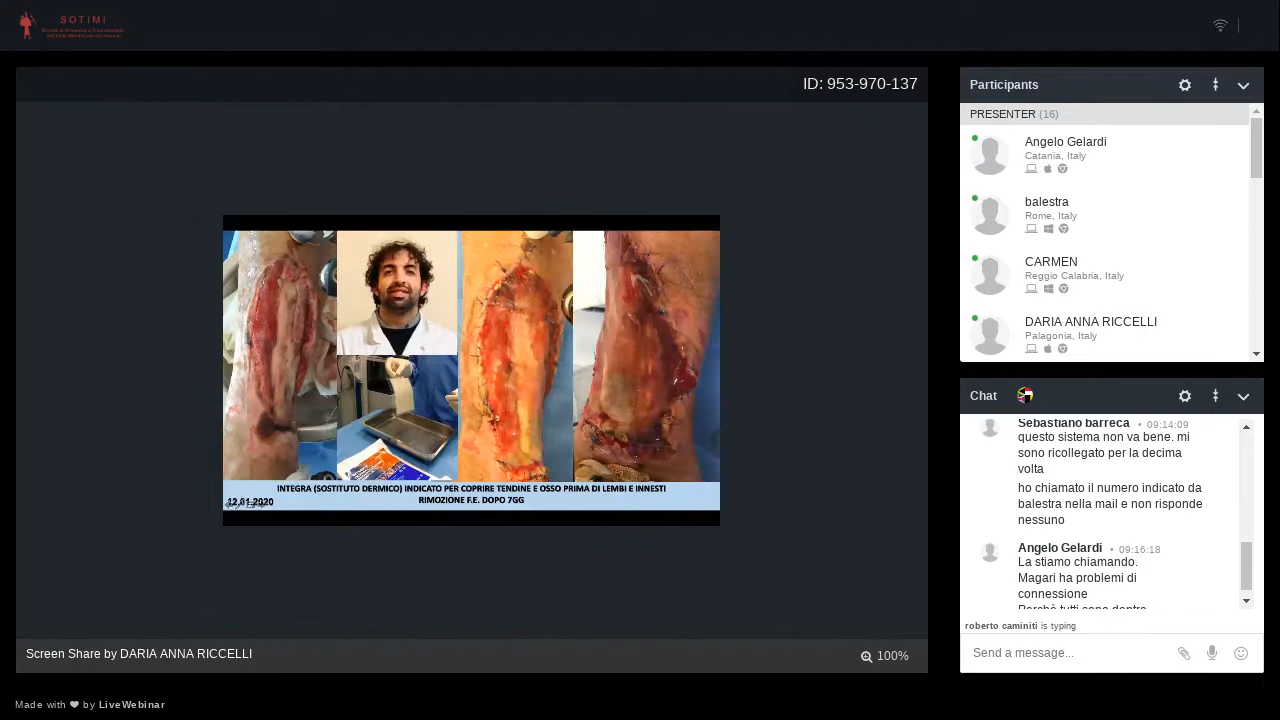 SOTIMI
ID: 953-970-137
INTEGRA (SOSTITUTO DERMICO) INDICATO PER COPRIRE TENDINE E OSSO PRIMA DI LEMBI E INNESTI
RIMOZIONE F.E. DOPO 7GG
12.01.2020
Screen Share by DARIA ANNA RICCELLI
100%
Participants
PRESENTER (16)
Angelo Gelardi
Catania, Italy
balestra
Rome, Italy
CARMEN
Reggio Calabria, Italy
DARIA ANNA RICCELLI
Palagonia, Italy
Chat
Sebastiano barreca • 09:14:09
questo sistema non va bene. mi
sono ricollegato per la decima
volta
ho chiamato il numero indicato da
balestra nella mail e non risponde
nessuno
Angelo Gelardi • 09:16:18
La stiamo chiamando.
Magari ha problemi di
connessione
Perchè tutti sono dentro
roberto caminiti is typing
Send a message...
Made with ❤ by LiveWebinar